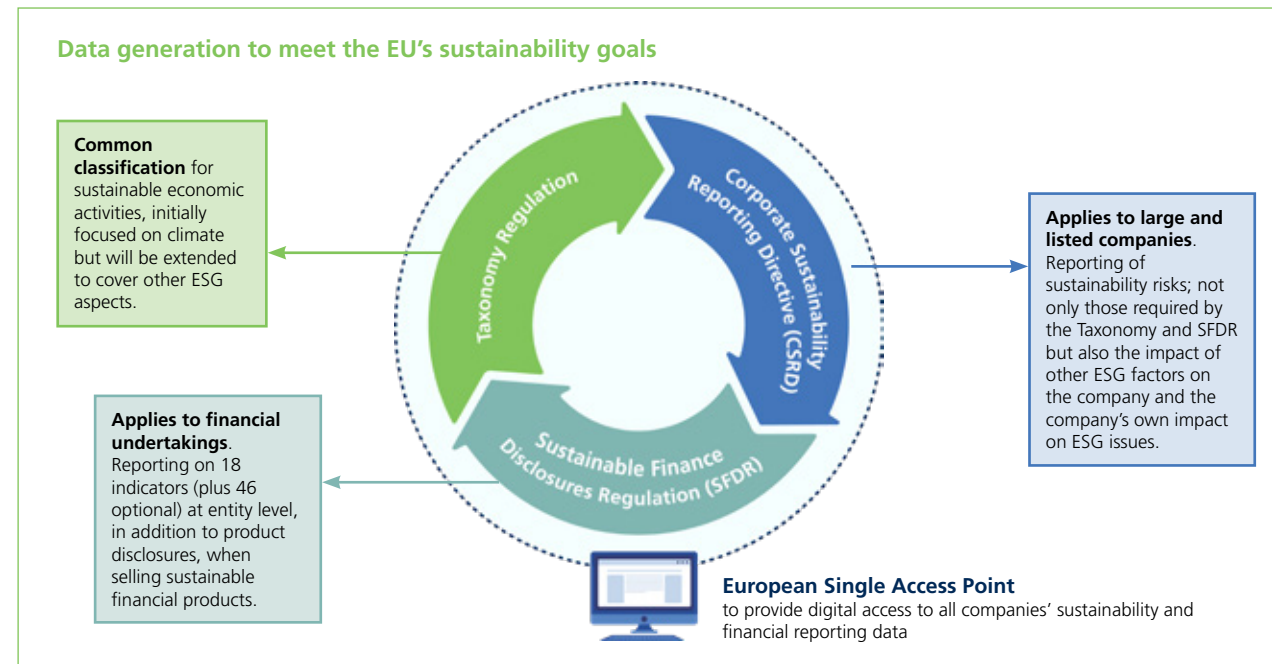 Data generation to meet the EU’s sustainability goals
Common
classification for
sustainable economic
activities, initially
focused on climate
but will be extended
to cover other ESG
aspects.
Taxonomy Regulation
Corporate Sustainability
Reporting Directive (CSRD)
Applies to large and
listed companies.
Reporting of
sustainability risks; not
only those required by
the Taxonomy and SFDR
but also the impact of
other ESG factors on
the company and the
company’s own impact
on ESG issues.
Applies to financial
undertakings.
Reporting on 18
indicators (plus 46
optional) at entity level,
in addition to product
disclosures, when
selling sustainable
financial products.
Sustainable Finance
Disclosures Regulation (SFDR)
European Single Access Point
to provide digital access to all companies’ sustainability and
financial reporting data